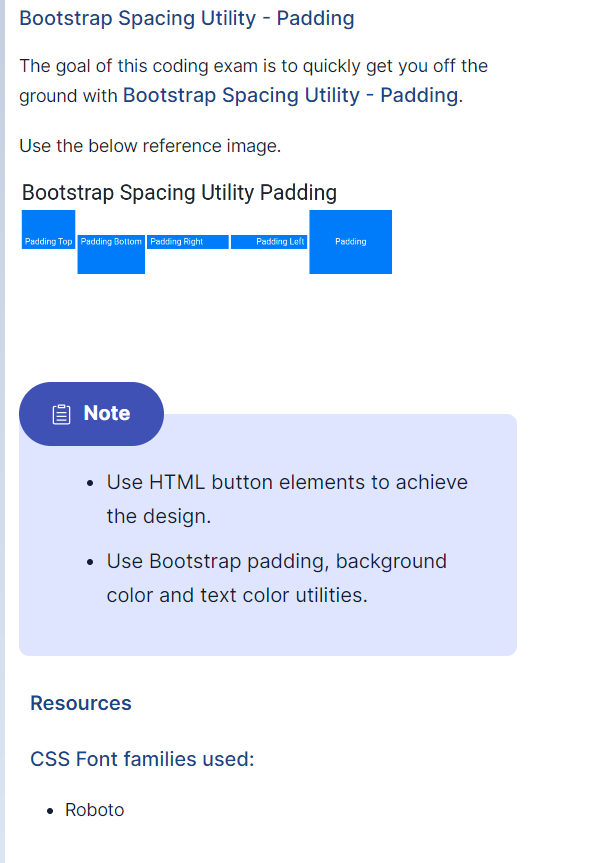 Bootstrap Spacing Utility - Padding
The goal of this coding exam is to quickly get you off the
ground with Bootstrap Spacing Utility - Padding.
Use the below reference image.
Bootstrap Spacing Utility Padding
Padding Top Padding Bottom Padding Right Padding Left Padding
Note
• Use HTML button elements to achieve
the design.
• Use Bootstrap padding, background
color and text color utilities.
Resources
CSS Font families used:
• Roboto